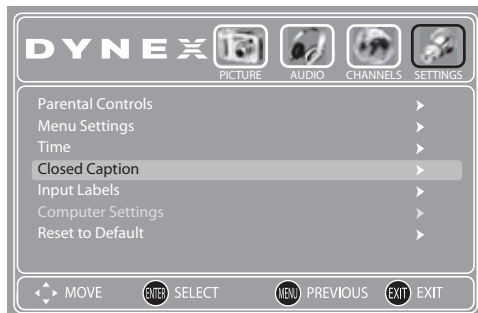 DYNEX
PICTURE AUDIO CHANNELS SETTINGS
Parental Controls
Menu Settings
Time
Closed Caption
Input Labels
Computer Settings
Reset to Default
MOVE ENTER SELECT MENU PREVIOUS EXIT EXIT